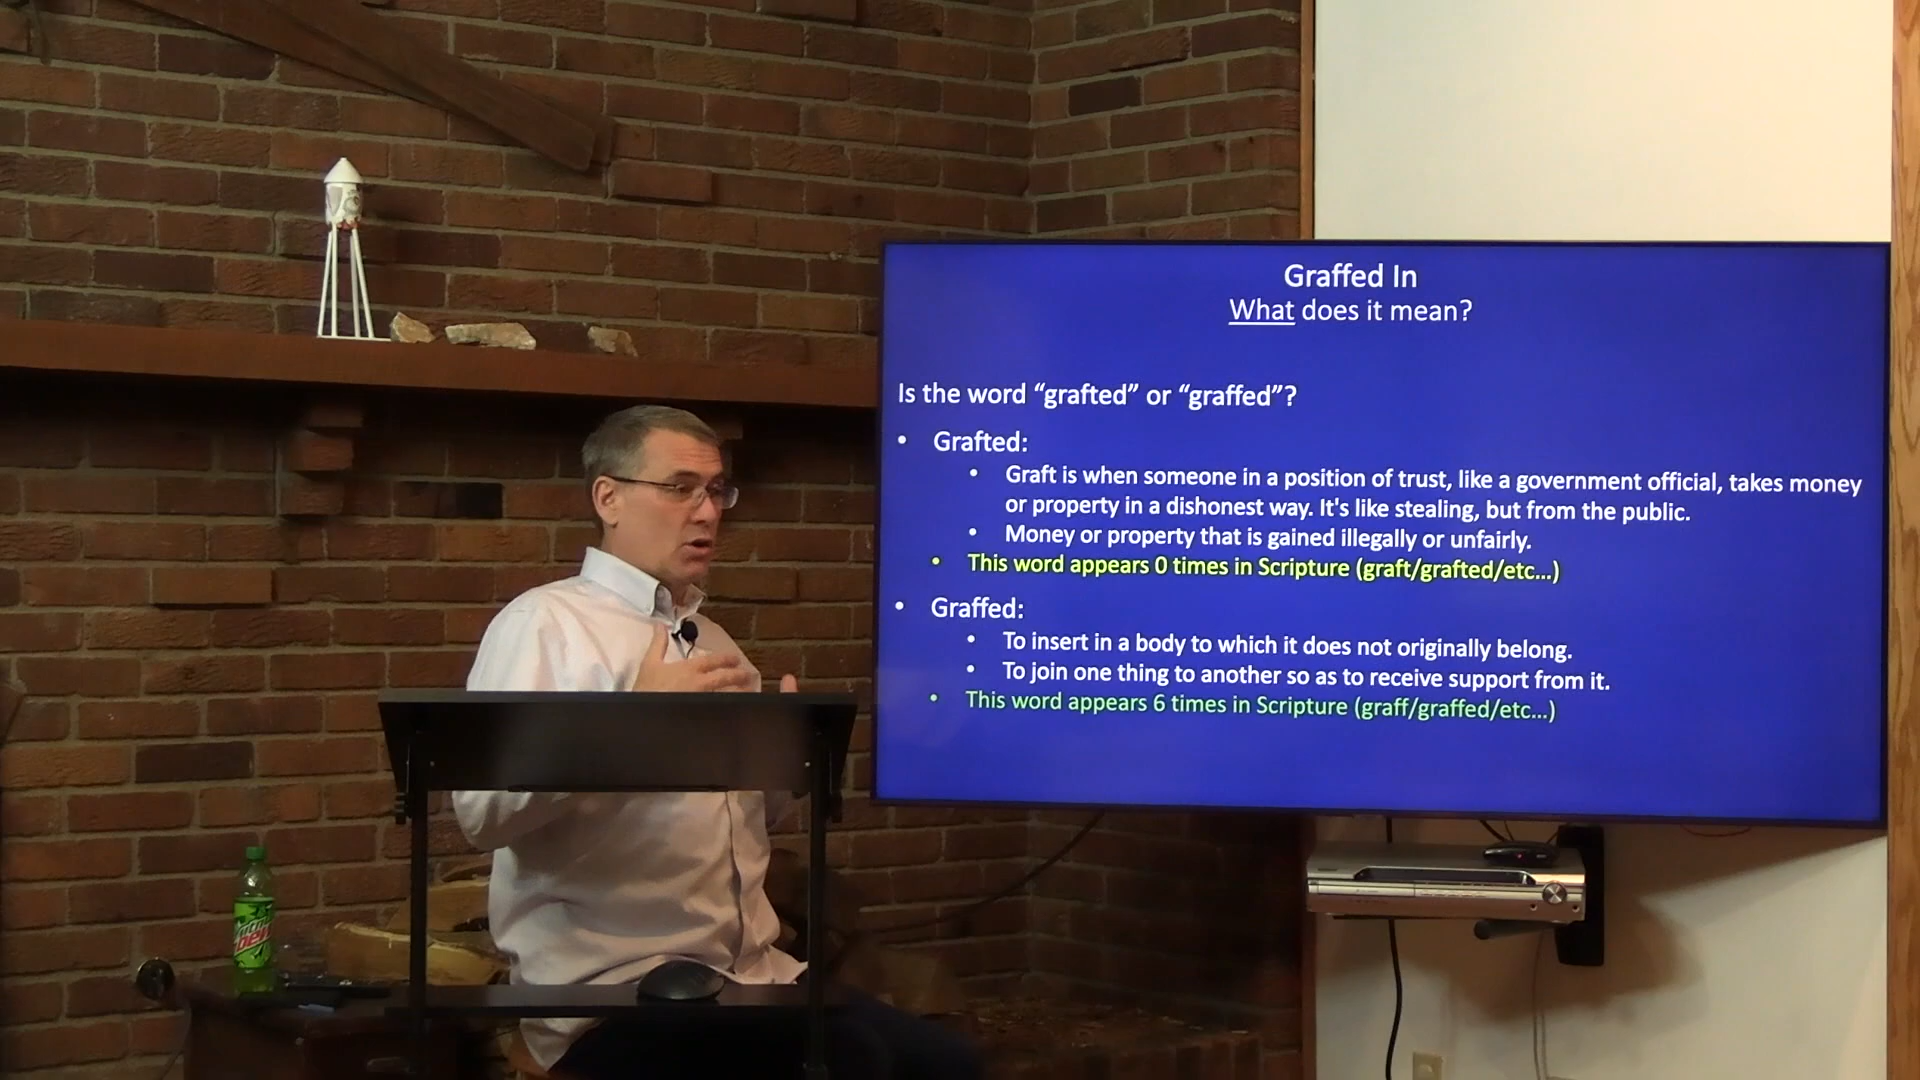 Graffed In
What does it mean?
Is the word “grafted” or “graffed”?
• Grafted:
• Graft is when someone in a position of trust, like a government official, takes money
or property in a dishonest way. It's like stealing, but from the public.
• Money or property that is gained illegally or unfairly.
• This word appears 0 times in Scripture (graft/grafted/etc...)
• Graffed:
• To insert in a body to which it does not originally belong.
• To join one thing to another so as to receive support from it.
• This word appears 6 times in Scripture (graff/graffed/etc...)